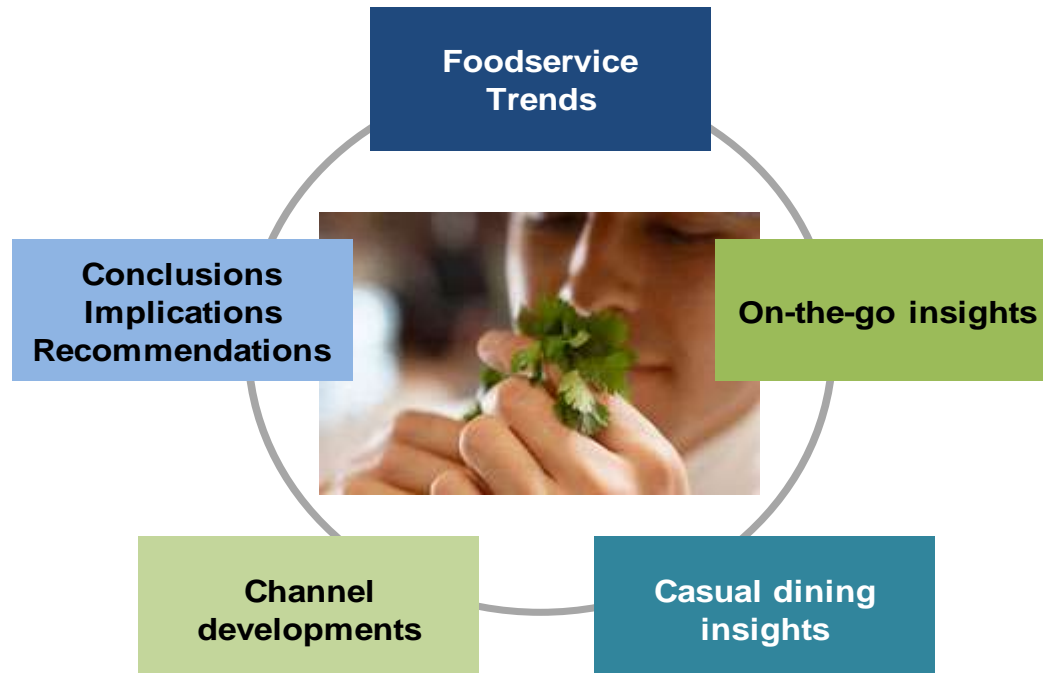 Foodservice
Trends
On-the-go insights
Casual dining
insights
Channel
developments
Conclusions
Implications
Recommendations